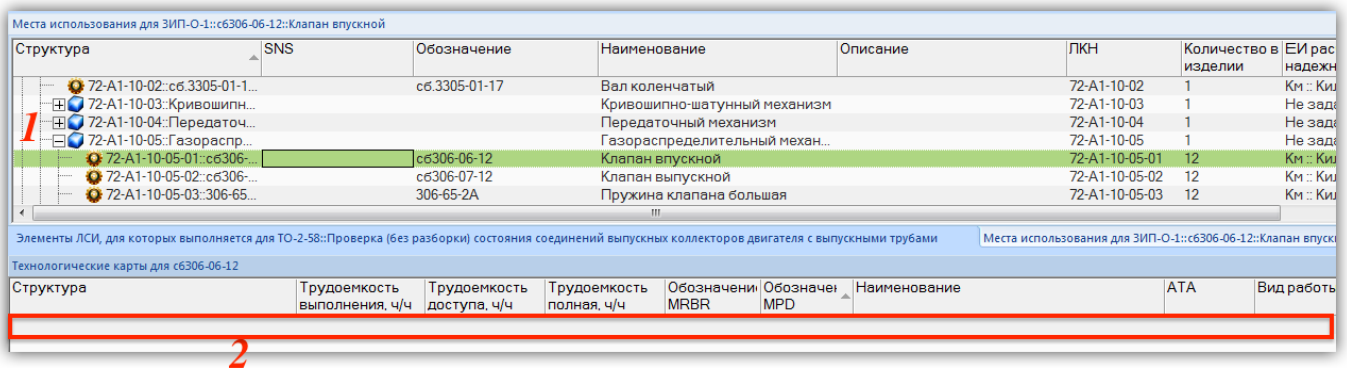 Места использования для ЗИП-О-1::сб306-06-12::Клапан впускной
Структура SNS Обозначение Наименование Описание ЛКН Количество в изделии ЕИ рас надежн
72-А1-10-02::сб.3305-01-1... сб.3305-01-17 Вал коленчатый 72-А1-10-02 1 Км :: Кил
72-А1-10-03::Кривошипн... Кривошипно-шатунный механизм 72-А1-10-03 1 Не зада
1
72-А1-10-04::Передаточ... Передаточный механизм 72-А1-10-04 1 Не зада
72-А1-10-05::Газораспр... Газораспределительный механ... 72-А1-10-05 1 Не зада
72-А1-10-05-01::сб306-... сб306-06-12 Клапан впускной 72-А1-10-05-01 12 Км :: Кил
72-А1-10-05-02::сб306-... сб306-07-12 Клапан выпускной 72-А1-10-05-02 12 Км :: Кил
72-А1-10-05-03::306-65... 306-65-2А Пружина клапана большая 72-А1-10-05-03 12 Км :: Кил
Элементы ЛСИ, для которых выполняется для ТО-2-58::Проверка (без разборки) состояния соединений выпускных коллекторов двигателя с выпускными трубами Места использования для ЗИП-О-1::сб306-06-12::Клапан впускн
Технологические карты для сб306-06-12
Структура Трудоемкость выполнения, ч/ч Трудоемкость доступа, ч/ч Трудоемкость полная, ч/ч Обозначени MRBR Обозначен MPD Наименование АТА Вид работы
2